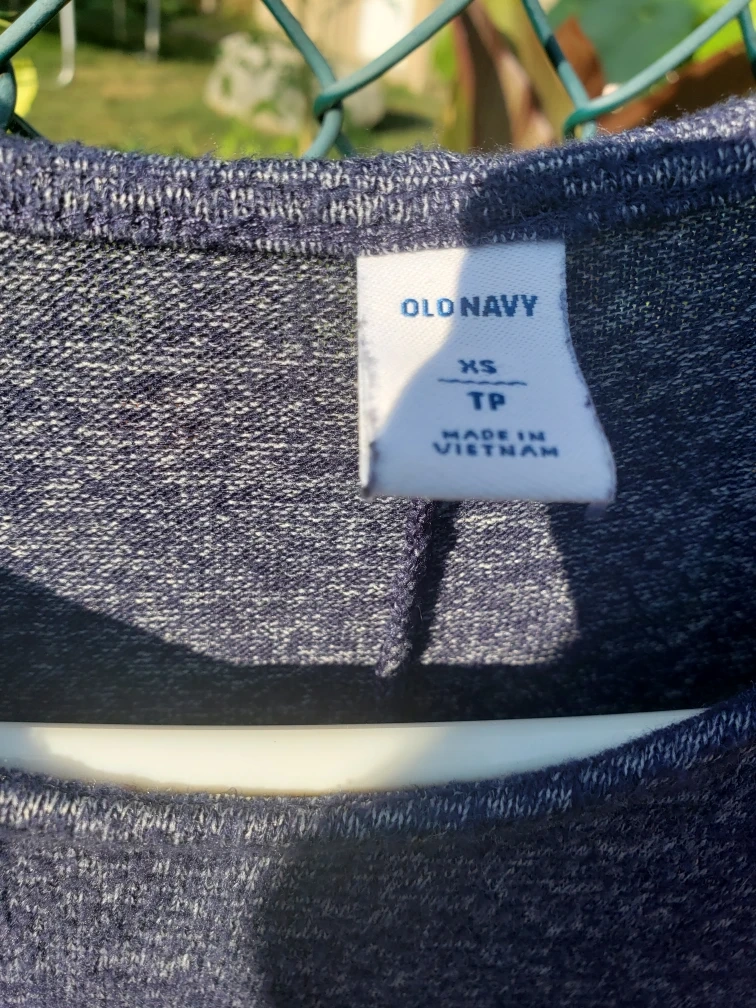 OLD NAVY
XS
TP
MADE IN
VIETNAM